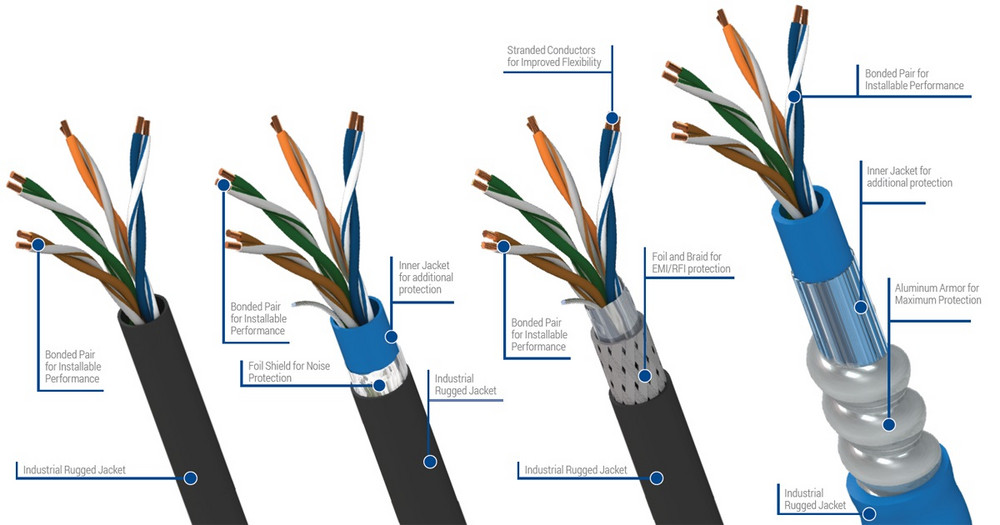 Bonded Pair
for Installable
Performance
Industrial Rugged Jacket
Bonded Pair
for Installable
Performance
Foil Shield for Noise
Protection
Inner Jacket
for additional
protection
Industrial
Rugged Jacket
Stranded Conductors
for Improved Flexibility
Bonded Pair
for Installable
Performance
Foil and Braid for
EMI/RFI protection
Industrial Rugged Jacket
Bonded Pair for
Installable Performance
Inner Jacket for
additional protection
Aluminum Armor for
Maximum Protection
Industrial
Rugged Jacket